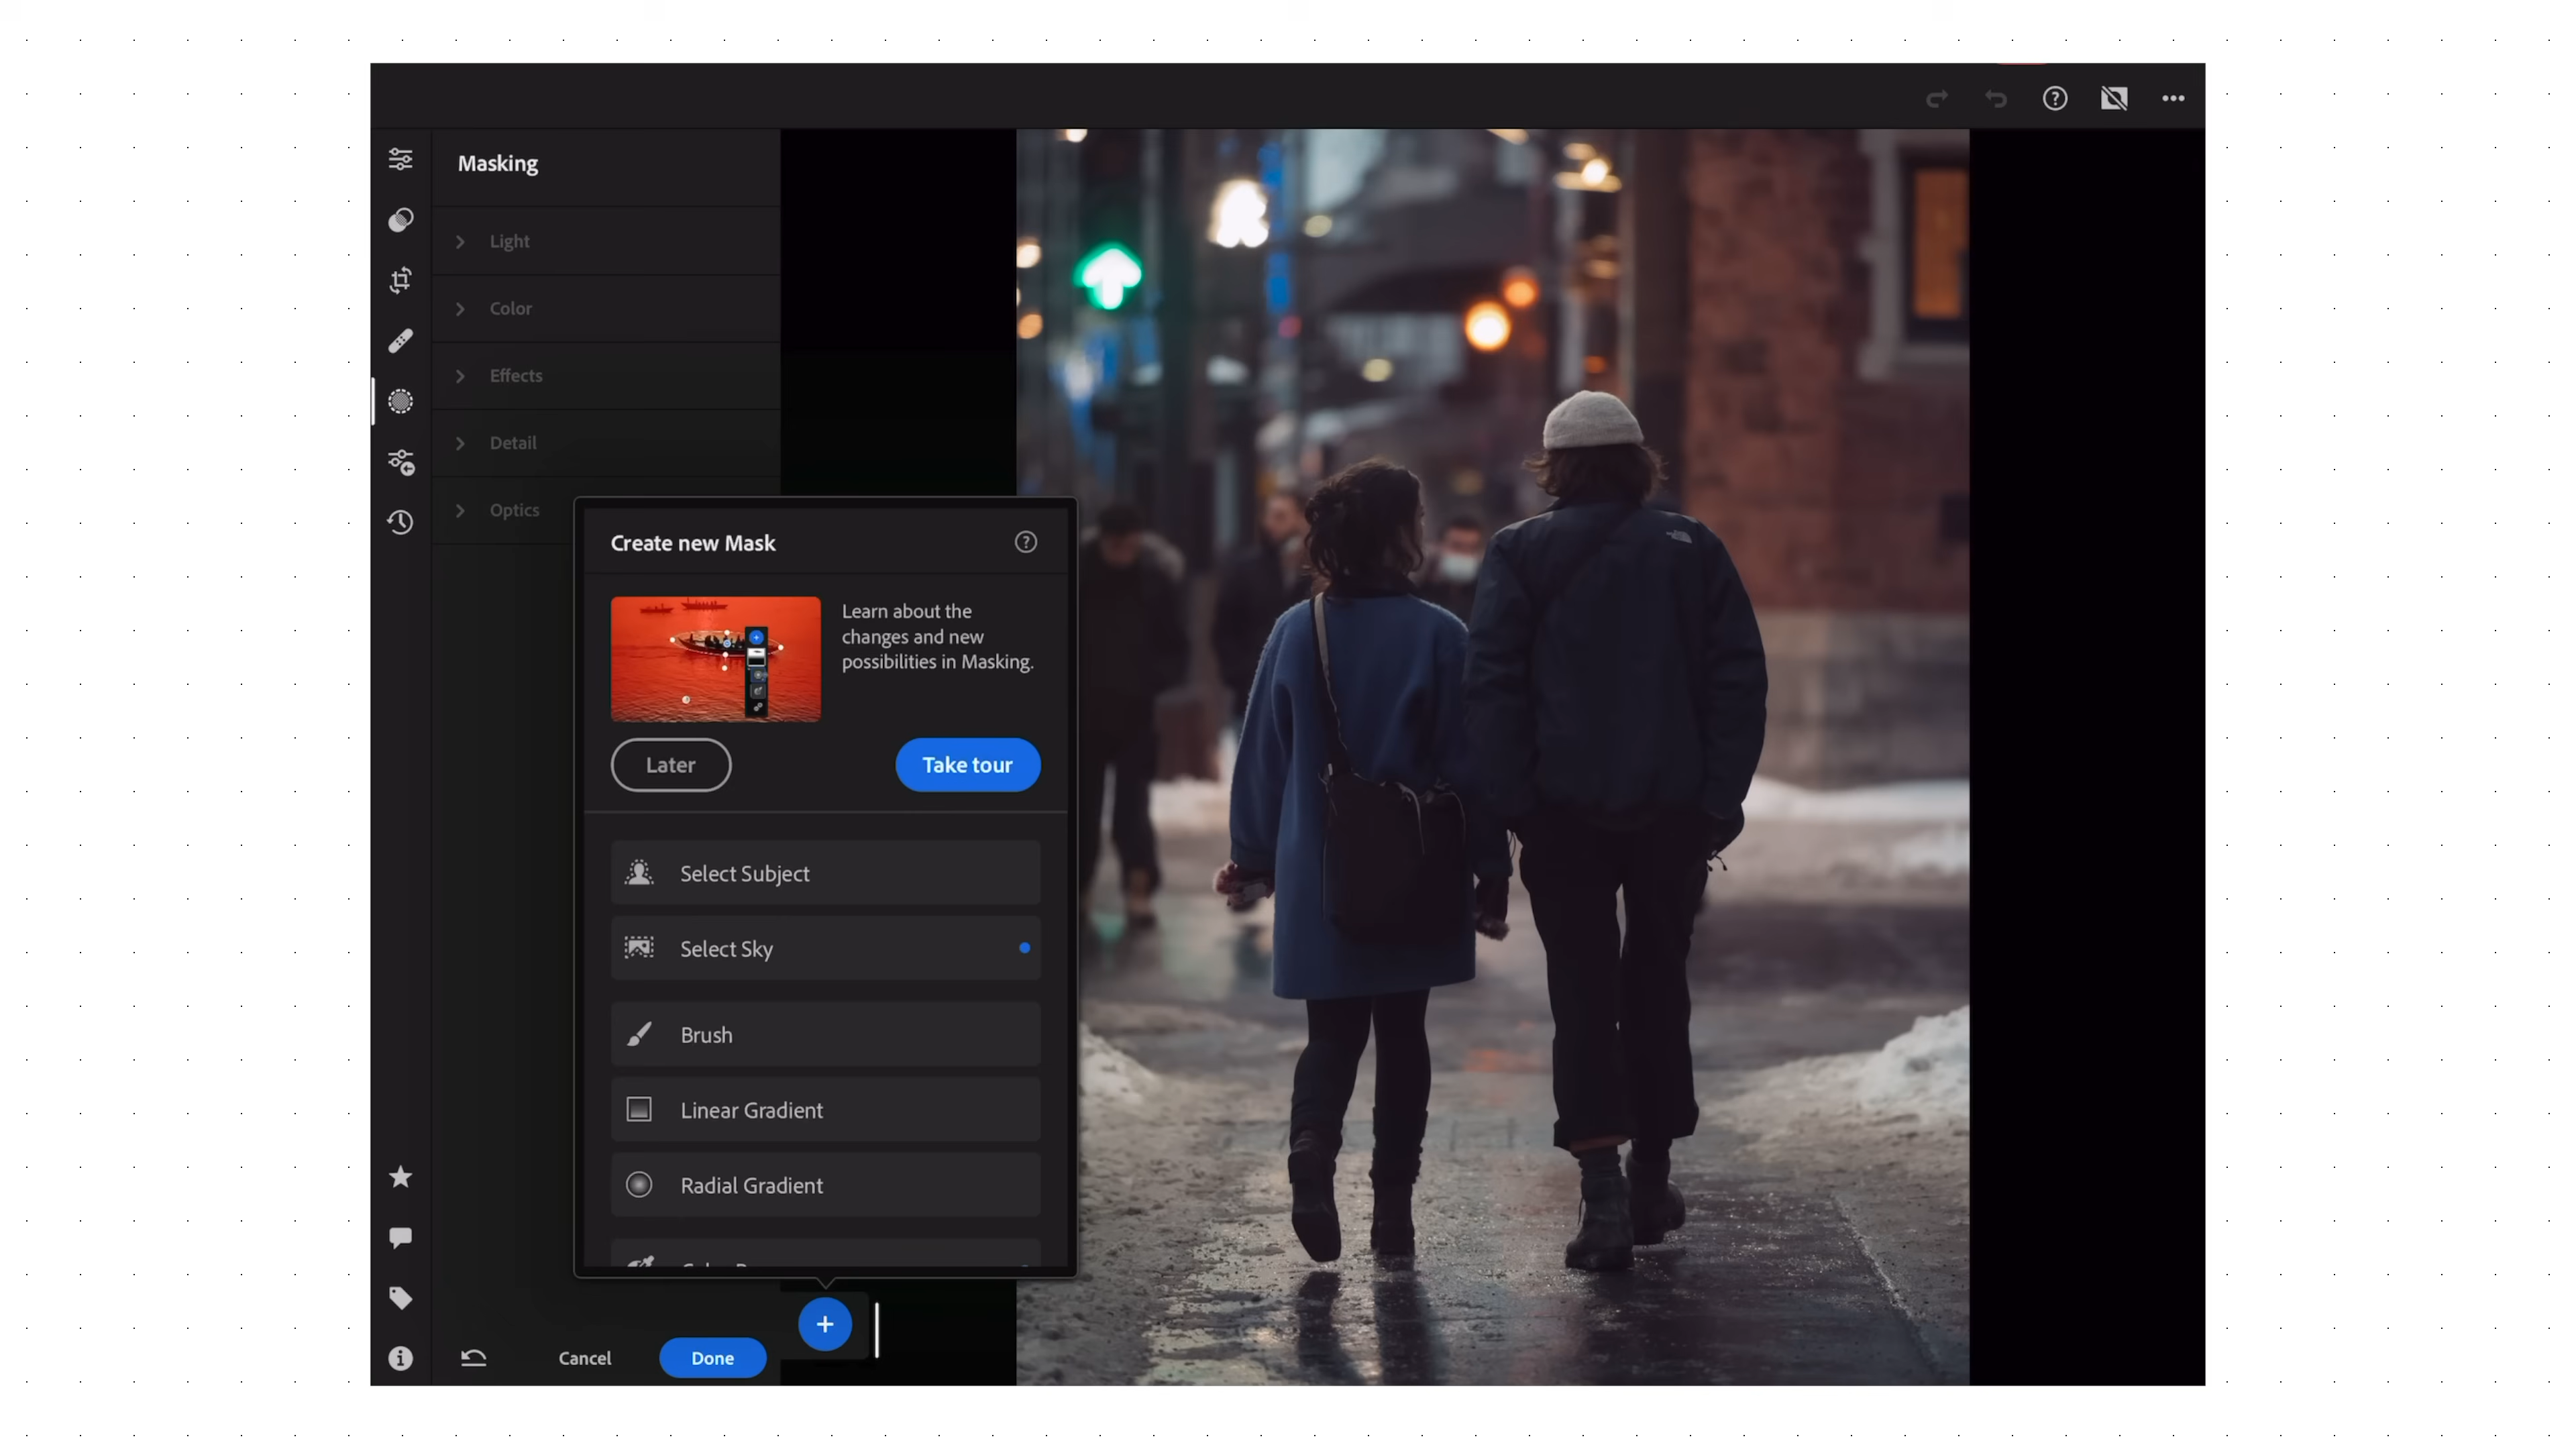 Masking
Light
Color
Effects
Detail
Optics
Create new Mask
Learn about the
changes and new
possibilities in Masking.
Later
Take tour
Select Subject
Select Sky
Brush
Linear Gradient
Radial Gradient
Cancel
Done